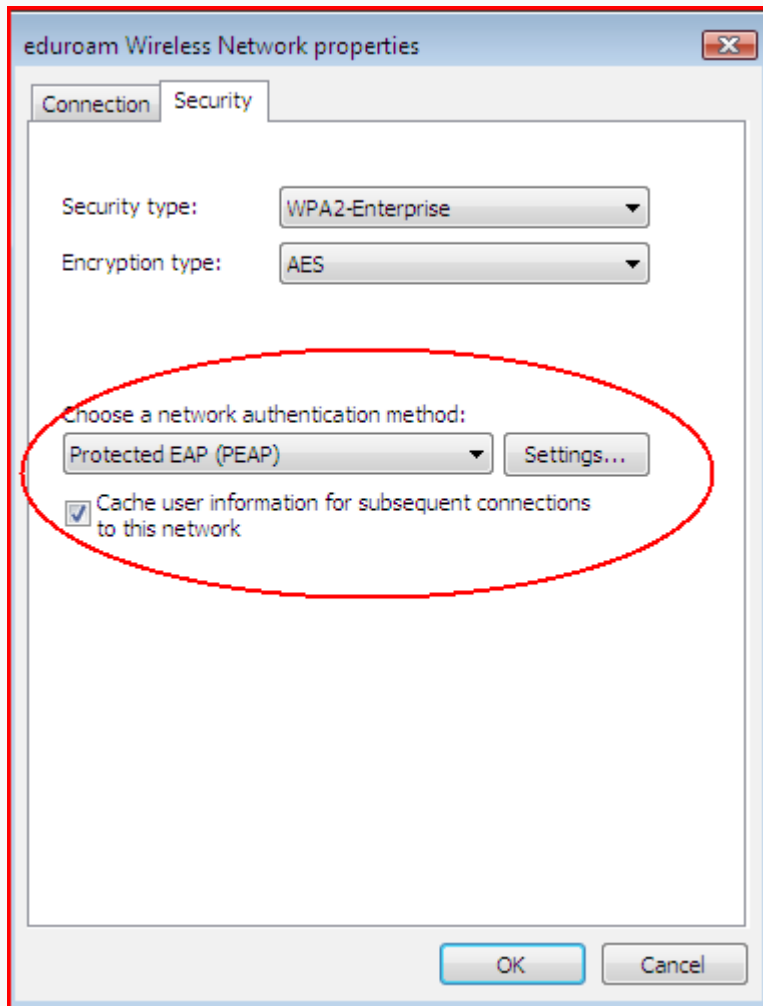 eduroam Wireless Network properties
Connection
Security
Security type:
WPA2-Enterprise
Encryption type:
AES
Choose a network authentication method:
Protected EAP (PEAP)
Settings...
Cache user information for subsequent connections
to this network
OK
Cancel